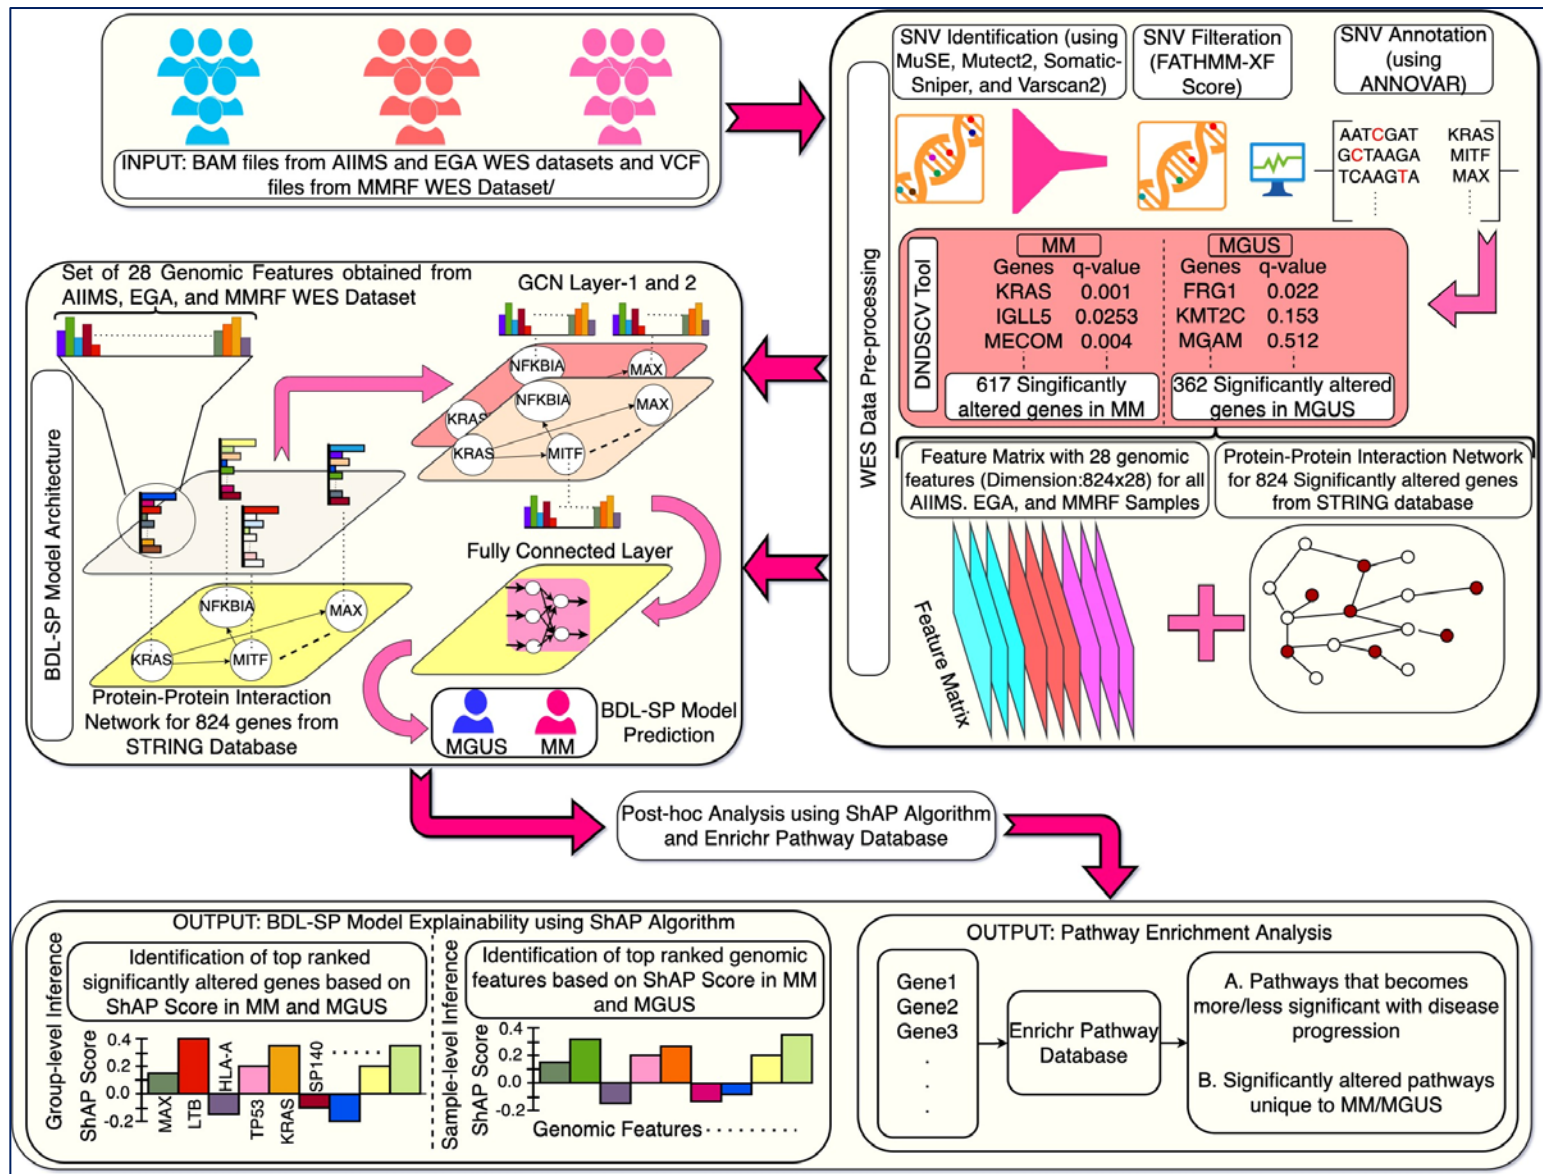 INPUT: BAM files from AIIMS and EGA WES datasets and VCF
files from MMRF WES Dataset/
WES Data Pre-processing
SNV Identification (using
MuSE, Mutect2, Somatic-
Sniper, and Varscan2)
SNV Filteration
(FATHMM-XF
Score)
SNV Annotation
(using
ANNOVAR)
AATCGAT KRAS
GCTAAGA MITF
TCAAGTA MAX
DNDSCV Tool
MM
Genes q-value
KRAS 0.001
IGLL5 0.0253
MECOM 0.004
617 Singificantly
altered genes in MM
MGUS
Genes q-value
FRG1 0.022
KMT2C 0.153
MGAM 0.512
362 Significantly altered
genes in MGUS
Feature Matrix with 28 genomic
features (Dimension:824x28) for all
AIIMS. EGA, and MMRF Samples
Protein-Protein Interaction Network
for 824 Significantly altered genes
from STRING database
Feature Matrix
BDL-SP Model Architecture
Set of 28 Genomic Features obtained from
AIIMS, EGA, and MMRF WES Dataset
GCN Layer-1 and 2
NFKBIA
MAX
KRAS
NFKBIA
MAX
KRAS
MITF
Fully Connected Layer
NFKBIA
MAX
KRAS
MITF
Protein-Protein Interaction
Network for 824 genes from
STRING Database
MGUS
MM
BDL-SP Model
Prediction
Post-hoc Analysis using ShAP Algorithm
and Enrichr Pathway Database
OUTPUT: BDL-SP Model Explainability using ShAP Algorithm
Group-level Inference
Identification of top ranked
significantly altered genes based on
ShAP Score in MM and MGUS
ShAP Score
0.4
0.2
0.0
-0.2
MAX
LTB
HLA-A
TP53
KRAS
SP140
Sample-level Inference
Identification of top ranked genomic
features based on ShAP Score in MM
and MGUS
ShAP Score
0.4
0.2
0.0
-0.2
Genomic Features
OUTPUT: Pathway Enrichment Analysis
Gene1
Gene2
Gene3
Enrichr Pathway
Database
A. Pathways that becomes
more/less significant with disease
progression
B. Significantly altered pathways
unique to MM/MGUS